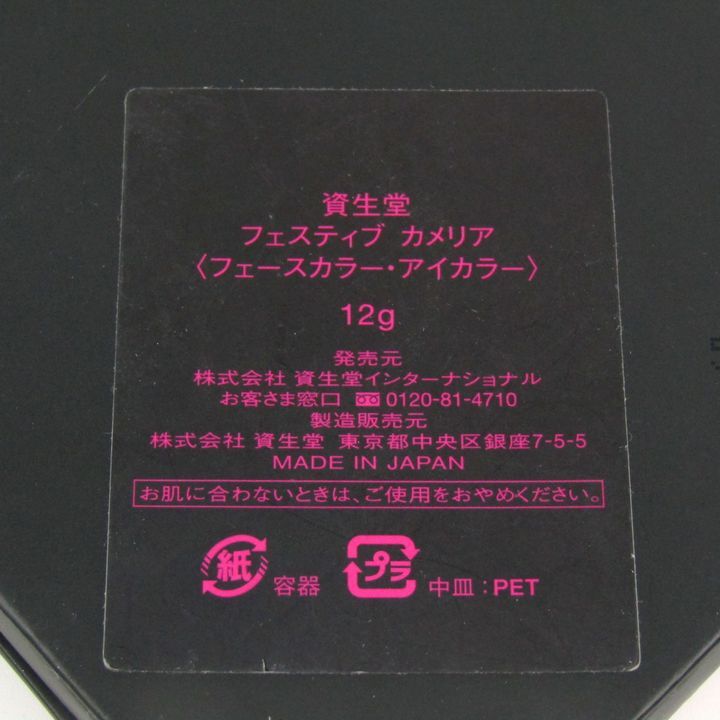 資生堂
フェスティブ カメリア
〈フェースカラー・アイカラー〉
12g
発売元
株式会社 資生堂インターナショナル
お客さま窓口 0120-81-4710
製造販売元
株式会社 資生堂 東京都中央区銀座7-5-5
MADE IN JAPAN
お肌に合わないときは、ご使用をおやめください。
紙 容器 プラ 中皿：PET